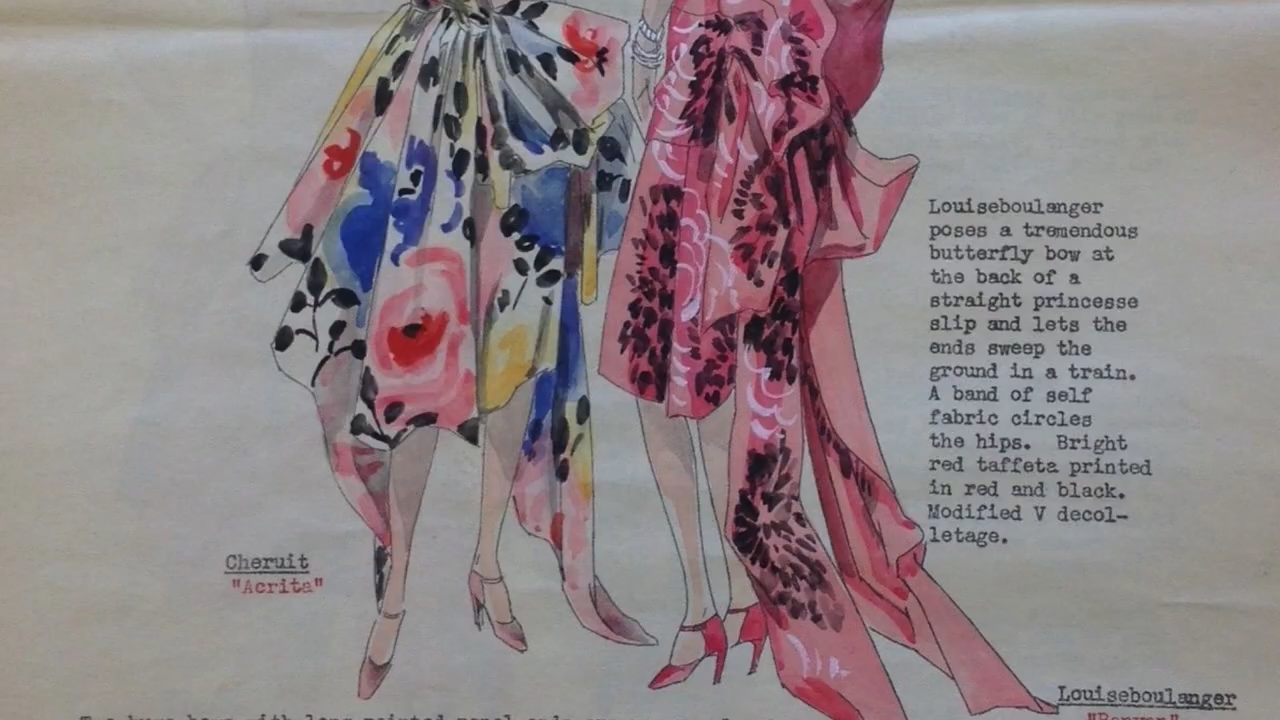 Louiseboulanger
poses a tremendous
butterfly bow at
the back of a
straight princesse
slip and lets the
ends sweep the
ground in a train.
A band of self
fabric circles
the hips. Bright
red taffeta printed
in red and black.
Modified V decol-
letage.
Cheruit
"Acrita"
Louiseboulanger